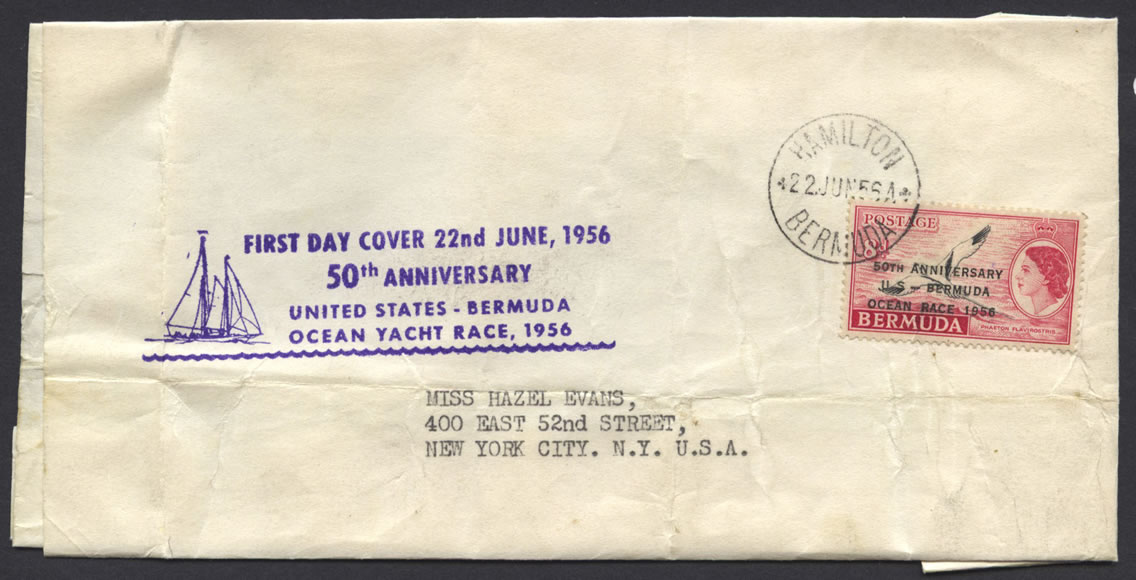 HAMILTON
22 JUN 56 A
BERMUDA
POSTAGE
50TH ANNIVERSARY
U S - BERMUDA
OCEAN RACE 1956
BERMUDA
PHAETON FLAVIROSTRIS
FIRST DAY COVER 22nd JUNE, 1956
50th ANNIVERSARY
UNITED STATES - BERMUDA
OCEAN YACHT RACE, 1956
MISS HAZEL EVANS,
400 EAST 52nd STREET,
NEW YORK CITY. N.Y. U.S.A.